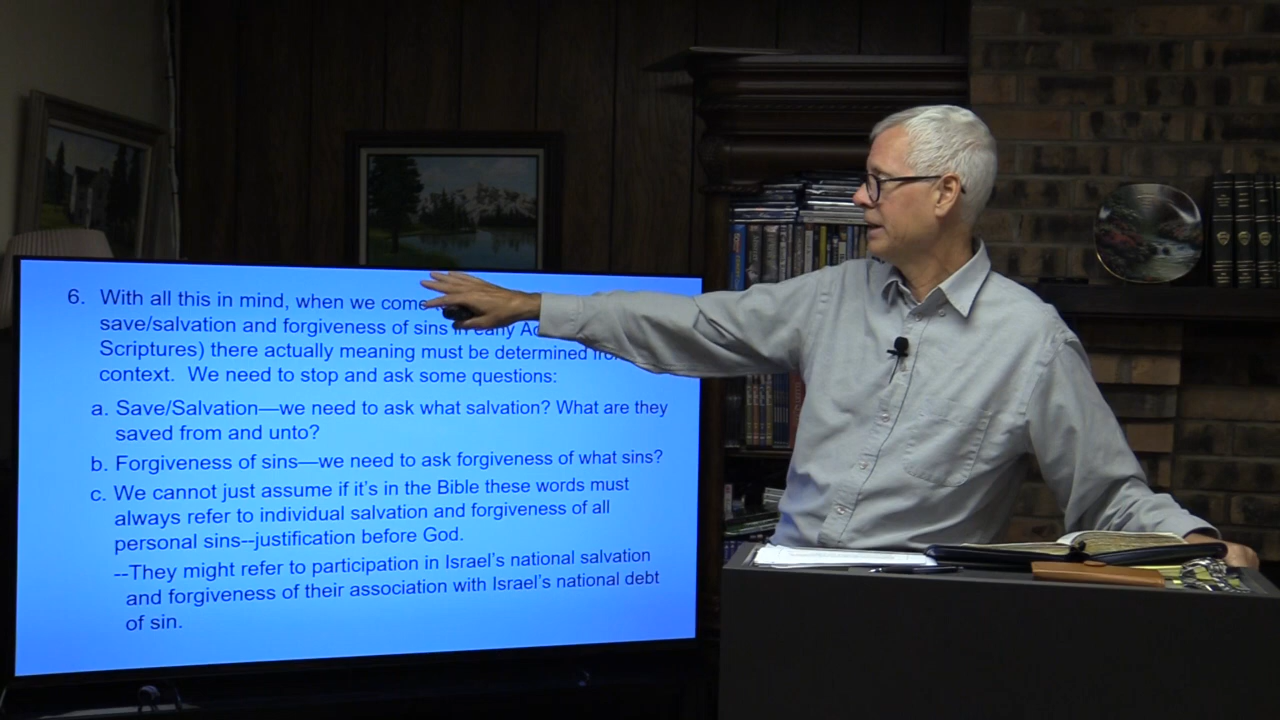 6. With all this in mind, when we come
save/salvation and forgiveness of sins in early
Scriptures) there actually meaning must be determined
context. We need to stop and ask some questions:
a. Save/Salvation—we need to ask what salvation? What are they
saved from and unto?
b. Forgiveness of sins—we need to ask forgiveness of what sins?
c. We cannot just assume if it's in the Bible these words must
always refer to individual salvation and forgiveness of all
personal sins--justification before God.
--They might refer to participation in Israel's national salvation
and forgiveness of their association with Israel's national debt
of sin.